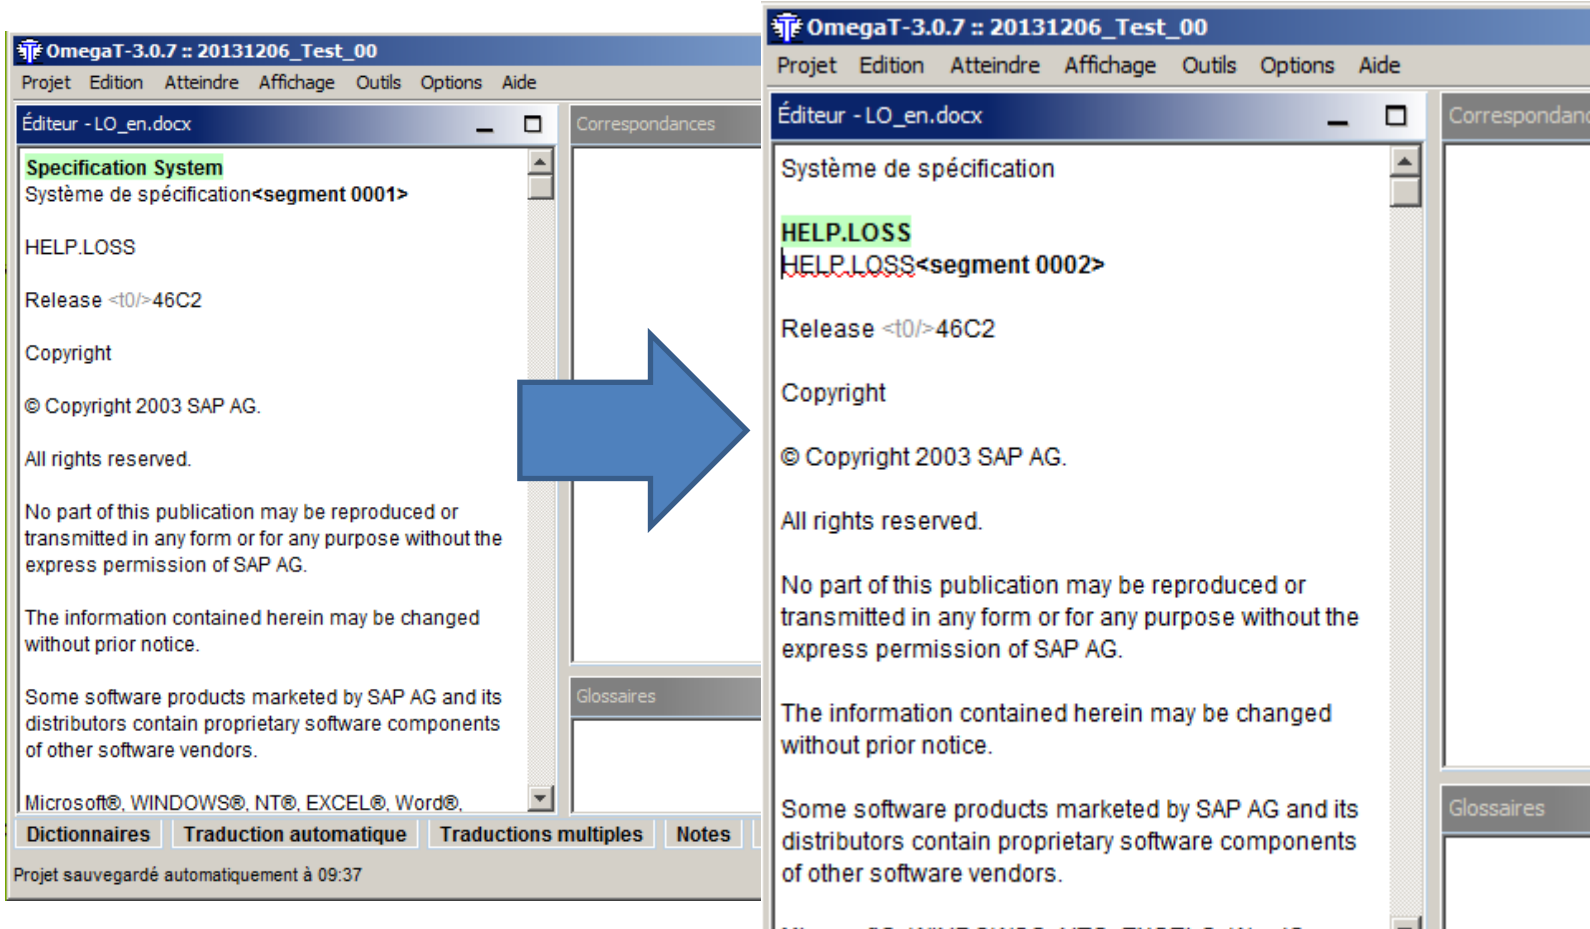 OmegaT-3.0.7 :: 20131206_Test_00
Projet Edition Atteindre Affichage Outils Options Aide
Éditeur - LO_en.docx
Correspondances
Specification System
Système de spécification<segment 0001>
HELP.LOSS
Release <t0/>46C2
Copyright
© Copyright 2003 SAP AG.
All rights reserved.
No part of this publication may be reproduced or
transmitted in any form or for any purpose without the
express permission of SAP AG.
The information contained herein may be changed
without prior notice.
Some software products marketed by SAP AG and its
distributors contain proprietary software components
of other software vendors.
Microsoft®, WINDOWS®, NT®, EXCEL®, Word®,
Glossaires
Dictionnaires Traduction automatique Traductions multiples Notes
Projet sauvegardé automatiquement à 09:37
OmegaT-3.0.7 :: 20131206_Test_00
Projet Edition Atteindre Affichage Outils Options Aide
Éditeur - LO_en.docx
Correspondanc
Système de spécification
HELP.LOSS
HELP.LOSS<segment 0002>
Release <t0/>46C2
Copyright
© Copyright 2003 SAP AG.
All rights reserved.
No part of this publication may be reproduced or
transmitted in any form or for any purpose without the
express permission of SAP AG.
The information contained herein may be changed
without prior notice.
Some software products marketed by SAP AG and its
distributors contain proprietary software components
of other software vendors.
Glossaires